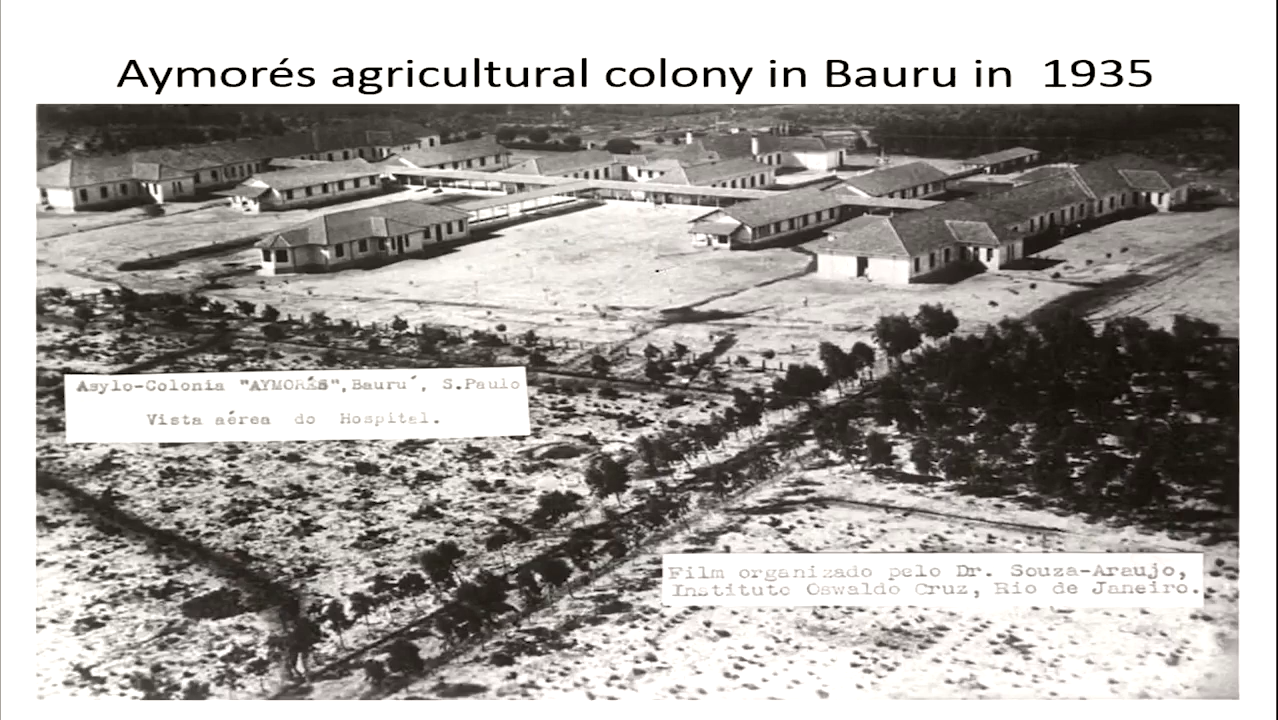 Aymorés agricultural colony in Bauru in 1935
Asylo-Colonia "AYMORÉS", Bauru´, S.Paulo
Vista aérea do Hospital.
Film organizado pelo Dr. Souza-Araujo,
Instituto Oswaldo Cruz, Rio de Janeiro.